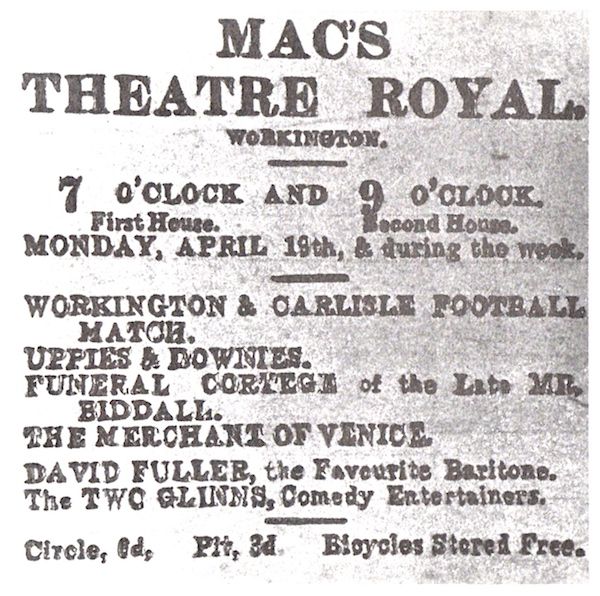 MAC'S
THEATRE ROYAL.
WORKINGTON.
7 O'CLOCK AND 9 O'CLOCK.
First House. Second House.
MONDAY, APRIL 19th, & during the week.
WORKINGTON & CARLISLE FOOTBALL
MATCH.
UPPIES & DOWNIES.
FUNERAL CORTEGE of the Late MR.
BIDDALL.
THE MERCHANT OF VENICE.
DAVID FULLER, the Favourite Baritone.
The TWO GLINNS, Comedy Entertainers.
Circle, 6d, Pit, 3d Bicycles Stored Free.